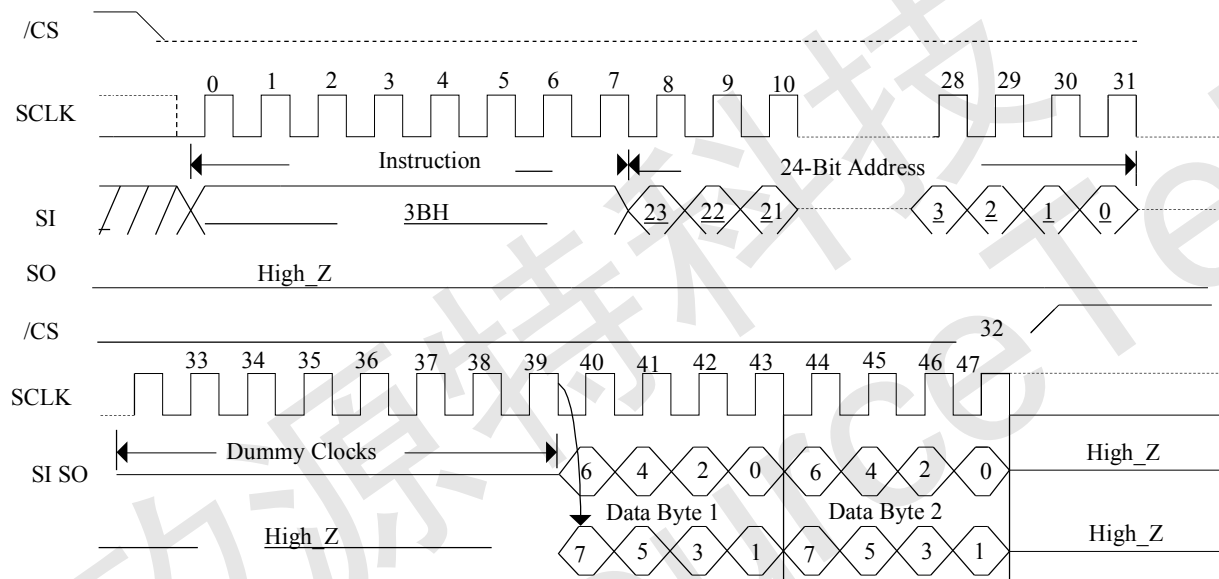 /CS
0 1 2 3 4 5 6 7 8 9 10 28 29 30 31
SCLK
Instruction 24-Bit Address
SI 3BH 23 22 21 3 2 1 0
SO High_Z
/CS 32
33 34 35 36 37 38 39 40 41 42 43 44 45 46 47
SCLK
Dummy Clocks
SI SO 6 4 2 0 6 4 2 0 High_Z
Data Byte 1 Data Byte 2
High_Z 7 5 3 1 7 5 3 1 High_Z
源特科技